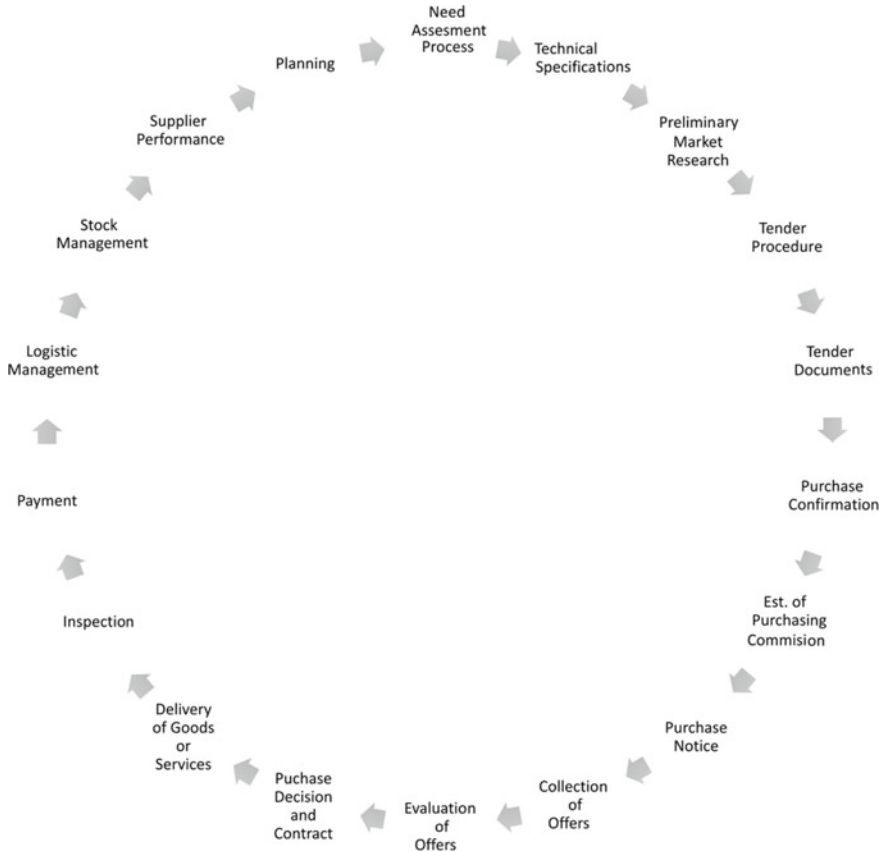 Need
Assesment
Process
Technical
Specifications
Preliminary
Market
Research
Tender
Procedure
Tender
Documents
Purchase
Confirmation
Est. of
Purchasing
Commision
Purchase
Notice
Collection
of
Offers
Evaluation
of
Offers
Puchase
Decision
and
Contract
Delivery
of Goods
or
Services
Inspection
Payment
Logistic
Management
Stock
Management
Supplier
Performance
Planning